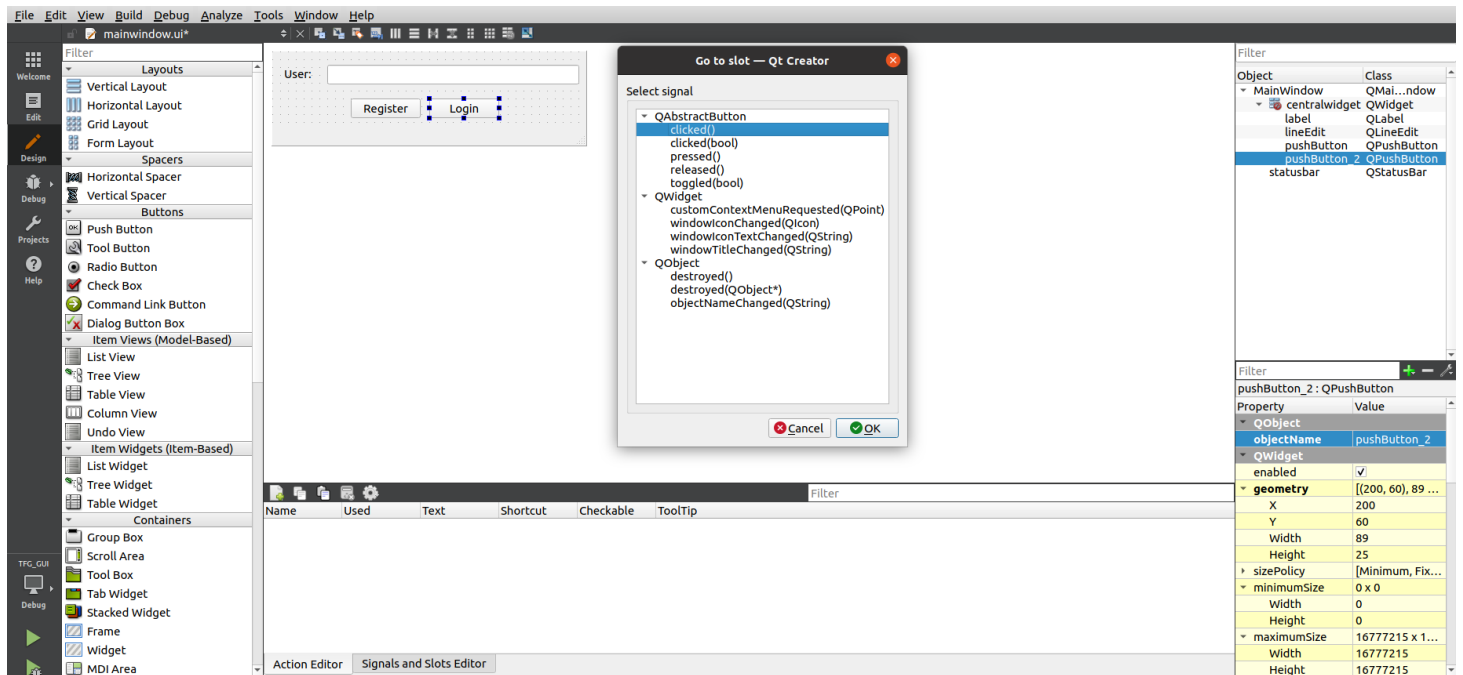 File Edit View Build Debug Analyze Tools Window Help
mainwindow.ui*
Welcome
Edit
Design
Debug
Projects
Help
TFG_GUI
Debug
Filter
Layouts
Vertical Layout
Horizontal Layout
Grid Layout
Form Layout
Spacers
Horizontal Spacer
Vertical Spacer
Buttons
OK Push Button
Tool Button
Radio Button
Check Box
Command Link Button
Dialog Button Box
Item Views (Model-Based)
List View
Tree View
Table View
Column View
Undo View
Item Widgets (Item-Based)
List Widget
Tree Widget
Table Widget
Containers
Group Box
Scroll Area
Tool Box
Tab Widget
Stacked Widget
Frame
Widget
MDI Area
User:
Register Login
Go to slot — Qt Creator
Select signal
QAbstractButton
clicked()
clicked(bool)
pressed()
released()
toggled(bool)
QWidget
customContextMenuRequested(QPoint)
windowIconChanged(QIcon)
windowIconTextChanged(QString)
windowTitleChanged(QString)
QObject
destroyed()
destroyed(QObject*)
objectNameChanged(QString)
Cancel OK
Filter
Name Used Text Shortcut Checkable ToolTip
Action Editor Signals and Slots Editor
Filter
Object Class
MainWindow QMai...ndow
centralwidget QWidget
label QLabel
lineEdit QLineEdit
pushButton QPushButton
pushButton_2 QPushButton
statusbar QStatusBar
Filter
pushButton_2 : QPushButton
Property Value
QObject
objectName pushButton_2
QWidget
enabled
geometry [(200, 60), 89 ...
X 200
Y 60
Width 89
Height 25
sizePolicy [Minimum, Fix...
minimumSize 0 x 0
Width 0
Height 0
maximumSize 16777215 x 1...
Width 16777215
Height 16777215